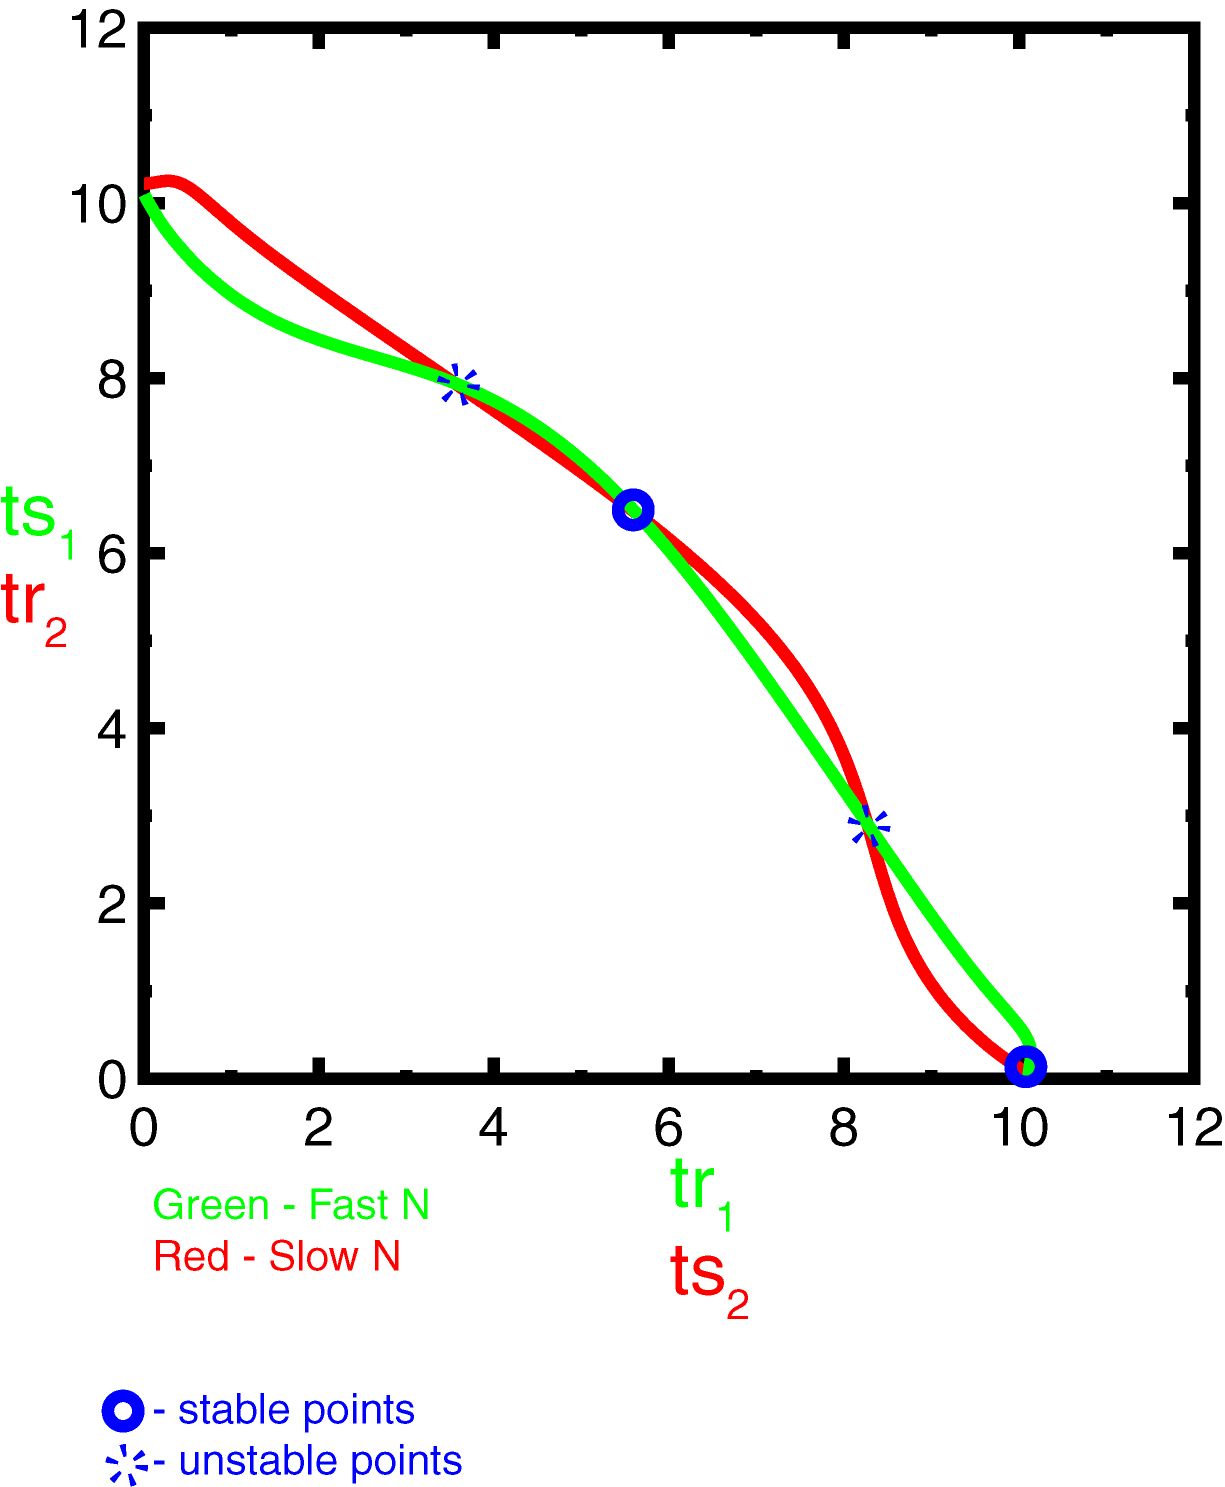 12
10
8
ts1
6
tr2
4
2
0
0 2 4 6 8 10 12
tr1
Green - Fast N
Red - Slow N
ts2
- stable points
- unstable points